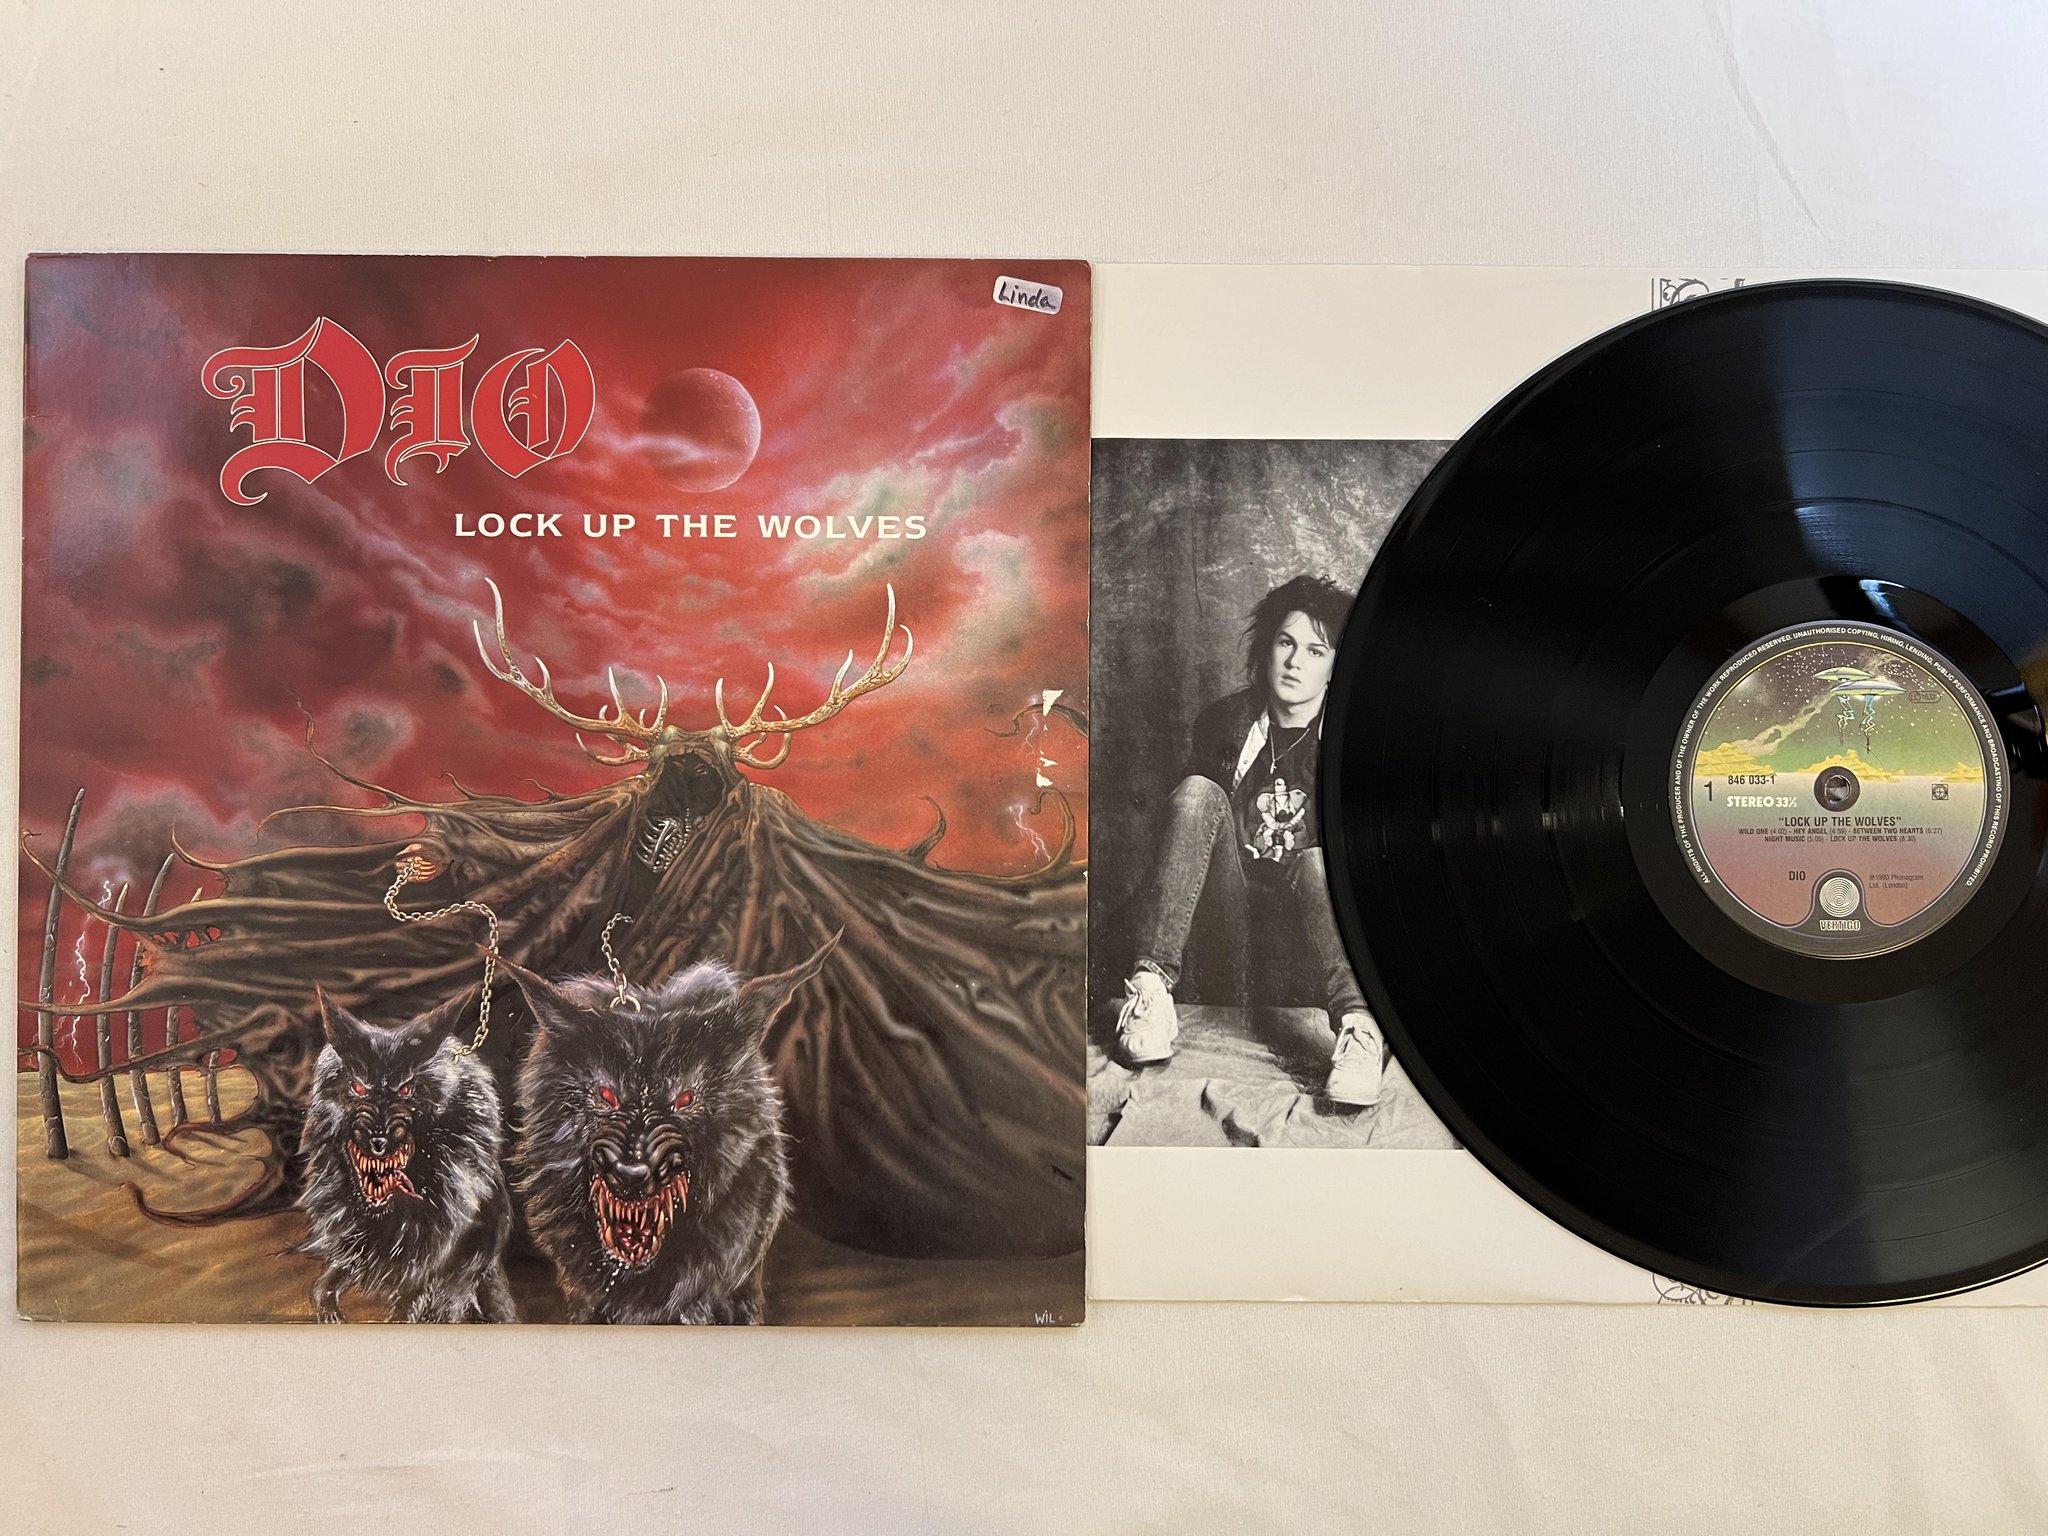 Linda
DIO
LOCK UP THE WOLVES
WIL
ALL RIGHTS OF THE PRODUCER AND OF THE OWNER OF THE WORK REPRODUCED RESERVED. UNAUTHORISED COPYING, HIRING, LENDING, PUBLIC PERFORMANCE AND BROADCASTING OF THIS RECORD PROHIBITED.
846 033-1
1
STEREO 33⅓
"LOCK UP THE WOLVES"
WILD ONE (4:02) - HEY ANGEL (4:59) - BETWEEN TWO HEARTS (6:27)
NIGHT MUSIC (5:05) - LOCK UP THE WOLVES (8:30)
DIO
℗1990 Phonogram
Ltd. (London)
VERTIGO